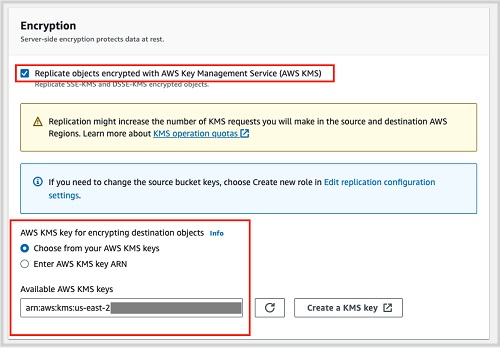 Encryption
Server-side encryption protects data at rest.
Replicate objects encrypted with AWS Key Management Service (AWS KMS)
Replicate SSE-KMS and DSSE-KMS encrypted objects.
Replication might increase the number of KMS requests you will make in the source and destination AWS
Regions. Learn more about KMS operation quotas
If you need to change the source bucket keys, choose Create new role in Edit replication configuration
settings.
AWS KMS key for encrypting destination objects Info
Choose from your AWS KMS keys
Enter AWS KMS key ARN
Available AWS KMS keys
arn:aws:kms:us-east-2
Create a KMS key